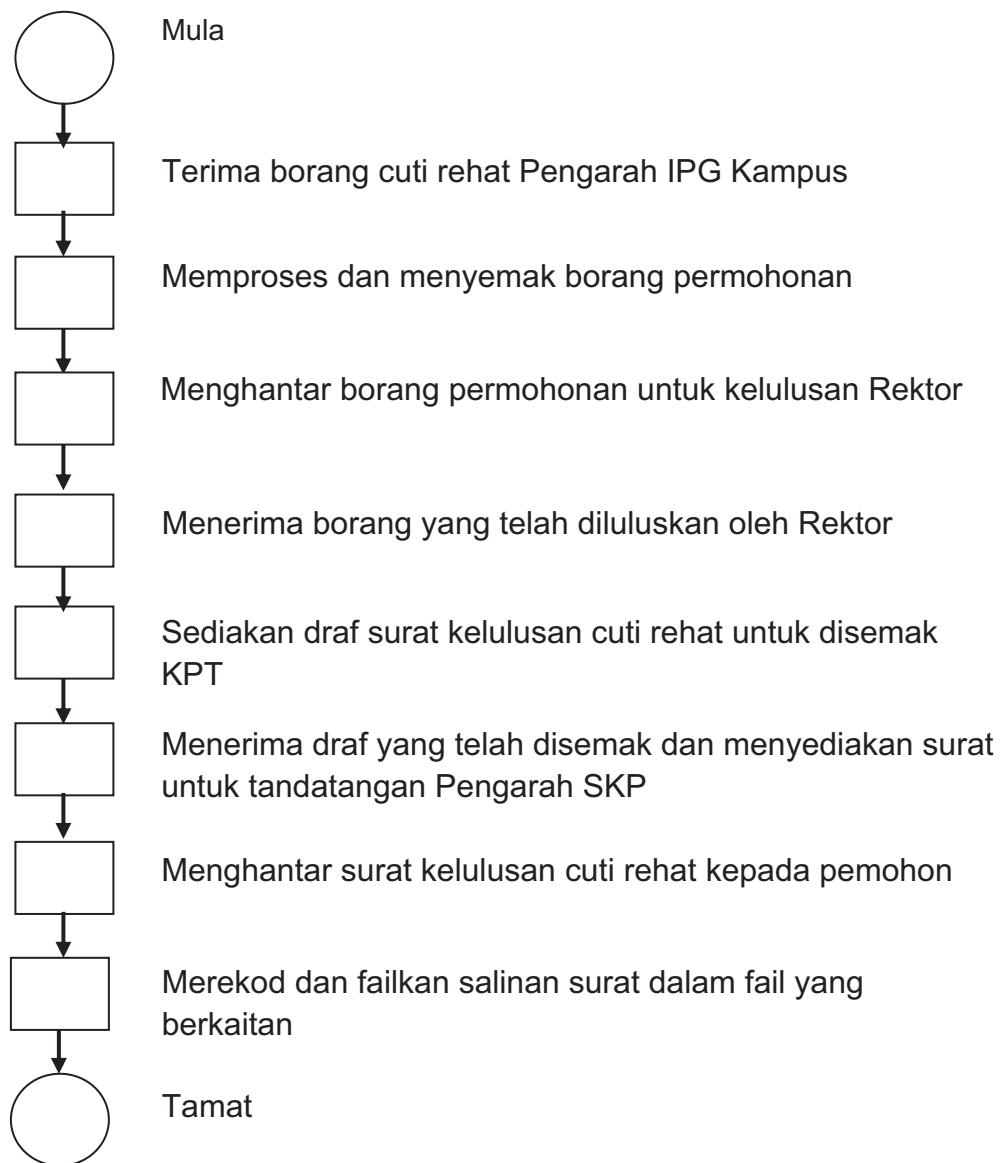 Mula
Terima borang cuti rehat Pengarah IPG Kampus
Memproses dan menyemak borang permohonan
Menghantar borang permohonan untuk kelulusan Rektor
Menerima borang yang telah diluluskan oleh Rektor
Sediakan draf surat kelulusan cuti rehat untuk disemak
KPT
Menerima draf yang telah disemak dan menyediakan surat
untuk tandatangan Pengarah SKP
Menghantar surat kelulusan cuti rehat kepada pemohon
Merekod dan failkan salinan surat dalam fail yang
berkaitan
Tamat